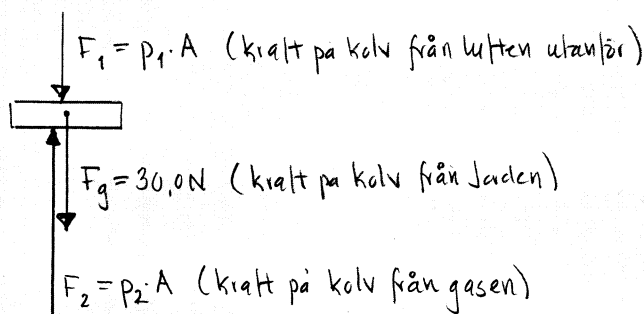 F₁ = p₁·A (kraft på kolv från luften utanför)
Fg = 30,0N (kraft på kolv från Jorden)
F₂ = p₂·A (kraft på kolv från gasen)